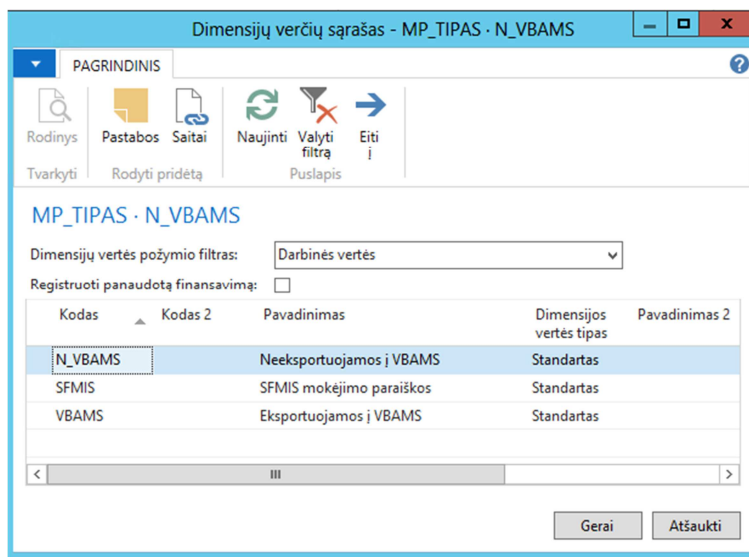 Dimensijų verčių sąrašas - MP_TIPAS · N_VBAMS
PAGRINDINIS
Rodinys
Pastabos
Saitai
Naujinti
Valyti
filtrą
Eiti
į
Tvarkyti
Rodyti pridėtą
Puslapis
MP_TIPAS · N_VBAMS
Dimensijų vertės požymio filtras: Darbinės vertės
Registruoti panaudotą finansavimą:
Kodas Kodas 2 Pavadinimas Dimensijos Pavadinimas 2
vertės tipas
N_VBAMS Neeksportuojamos į VBAMS Standartas
SFMIS SFMIS mokėjimo paraiškos Standartas
VBAMS Eksportuojamos į VBAMS Standartas
Gerai Atšaukti